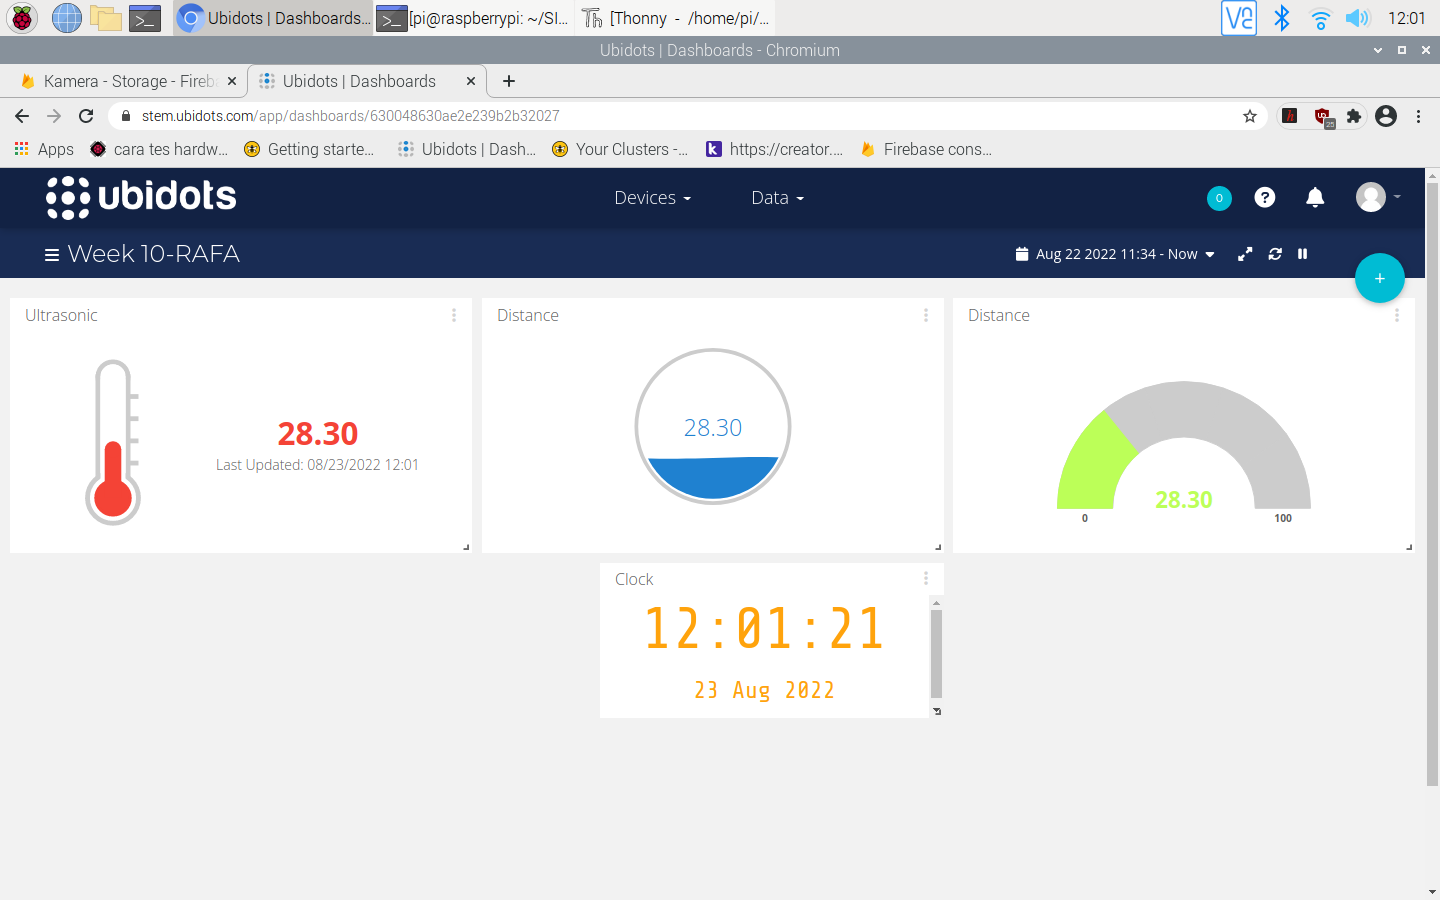 Ubidots | Dashboards...
[pi@raspberrypi: ~/SI...
[Thonny - /home/pi/...
12:01
Ubidots | Dashboards - Chromium
Kamera - Storage - Fireb
Ubidots | Dashboards
stem.ubidots.com/app/dashboards/630048630ae2e239b2b32027
25
Apps
cara tes hardw...
Getting starte...
Ubidots | Dash...
Your Clusters -...
https://creator....
Firebase cons...
ubidots
Devices
Data
0
Week 10-RAFA
Aug 22 2022 11:34 - Now
Ultrasonic
28.30
Last Updated: 08/23/2022 12:01
Distance
28.30
Distance
28.30
0
100
Clock
12:01:21
23 Aug 2022